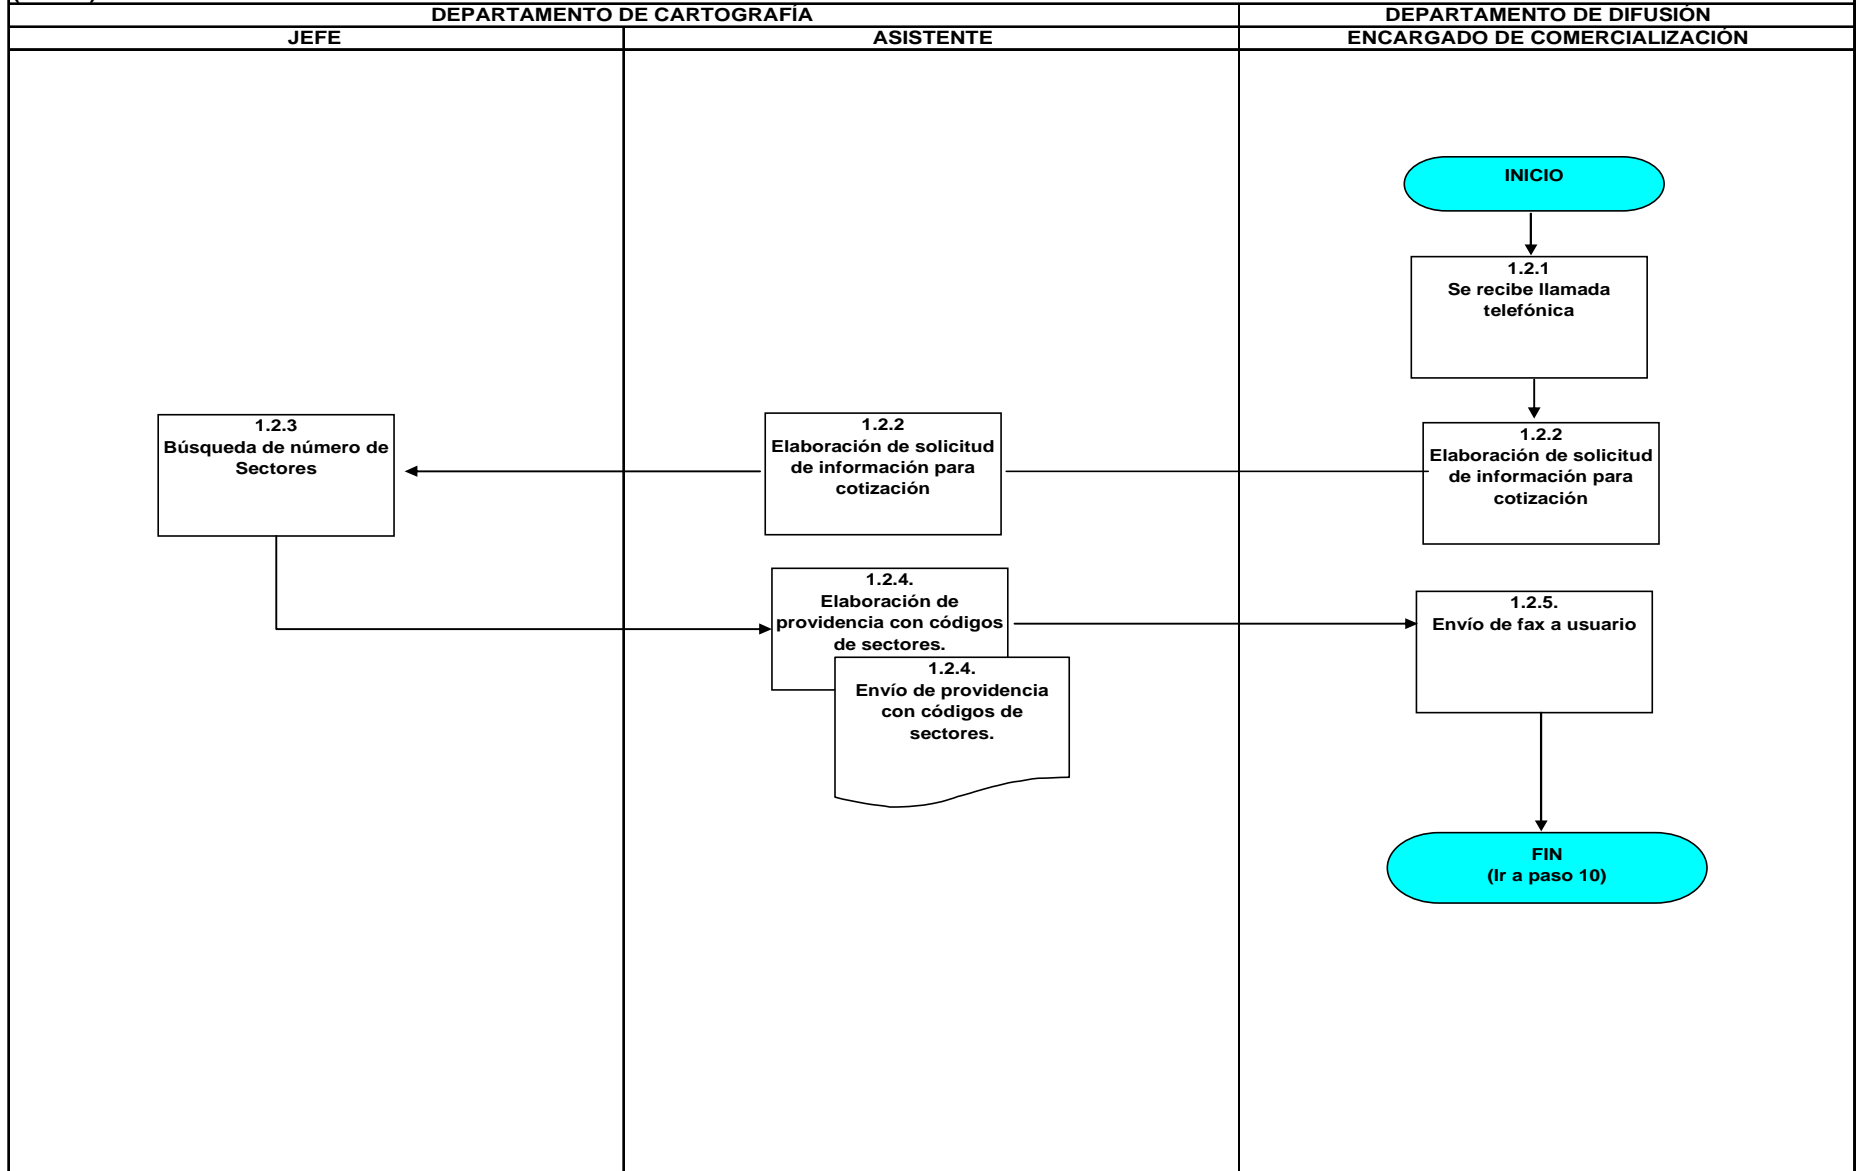 DEPARTAMENTO DE CARTOGRAFÍA
DEPARTAMENTO DE DIFUSIÓN
JEFE
ASISTENTE
ENCARGADO DE COMERCIALIZACIÓN
INICIO
1.2.1
Se recibe llamada
telefónica
1.2.3
Búsqueda de número de
Sectores
1.2.2
Elaboración de solicitud
de información para
cotización
1.2.2
Elaboración de solicitud
de información para
cotización
1.2.4.
Elaboración de
providencia con códigos
de sectores.
1.2.4.
Envío de providencia
con códigos de
sectores.
1.2.5.
Envío de fax a usuario
FIN
(Ir a paso 10)